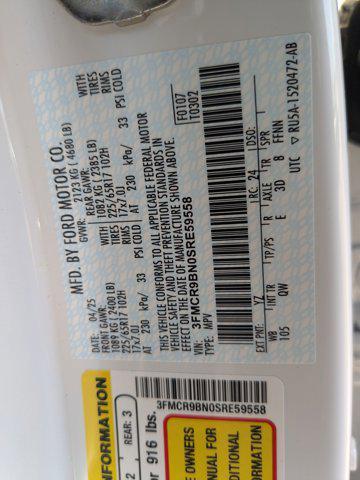 MFD. BY FORD MOTOR CO.
04/25 GVWR: 2123 KG ( 4680 LB)
FRONT GAWR: REAR GAWR: WITH
1089 KG ( 2400 LB) 1082 KG ( 2385 LB) TIRES
225/65R17 102H 225/65R17 102H RIMS
17x7.0J 17x7.0J
AT 230 kPa/ 33 PSI COLD AT 230 kPa/ 33 PSI COLD
THIS VEHICLE CONFORMS TO ALL APPLICABLE FEDERAL MOTOR
VEHICLE SAFETY AND THEFT PREVENTION STANDARDS IN
EFFECT ON THE DATE OF MANUFACTURE SHOWN ABOVE.
VIN: 3FMCR9BN0SRE59558
TYPE: MPV
F0107
T0302
EXT PNT: YZ RC: 24 DSO:
WB INT TR TP/PS R AXLE TR SPR
105 QW E 3D 8 FFNN
UTC RU5A-1520472-AB
3FMCR9BN0SRE59558
INFORMATION
2 REAR: 3
r 916 lbs.
E OWNERS
UAL FOR
DITIONAL
RMATION